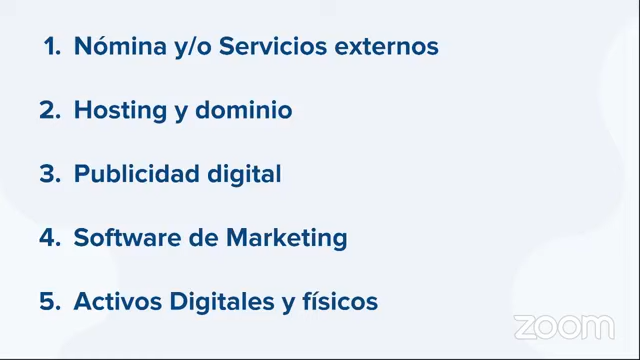 1. Nómina y/o Servicios externos
2. Hosting y dominio
3. Publicidad digital
4. Software de Marketing
5. Activos Digitales y físicos
zoom